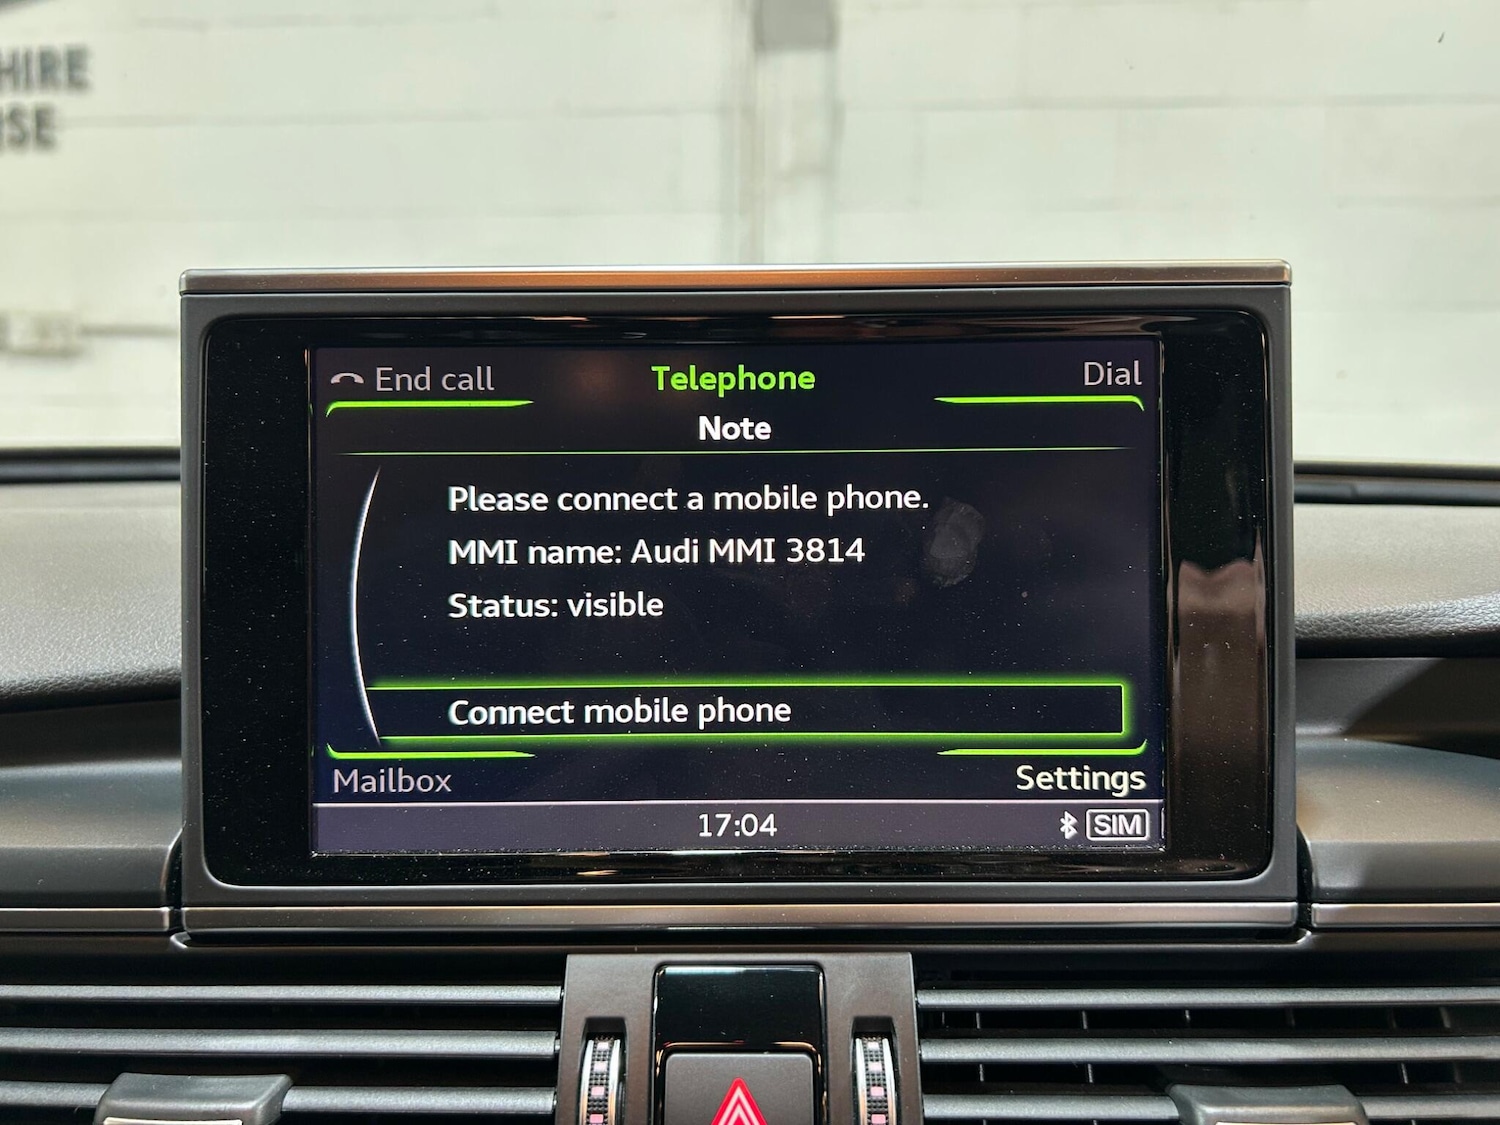 HIRE
End call
Telephone
Dial
Note
Please connect a mobile phone.
MMI name: Audi MMI 3814
Status: visible
Connect mobile phone
Mailbox
Settings
17:04
SIM